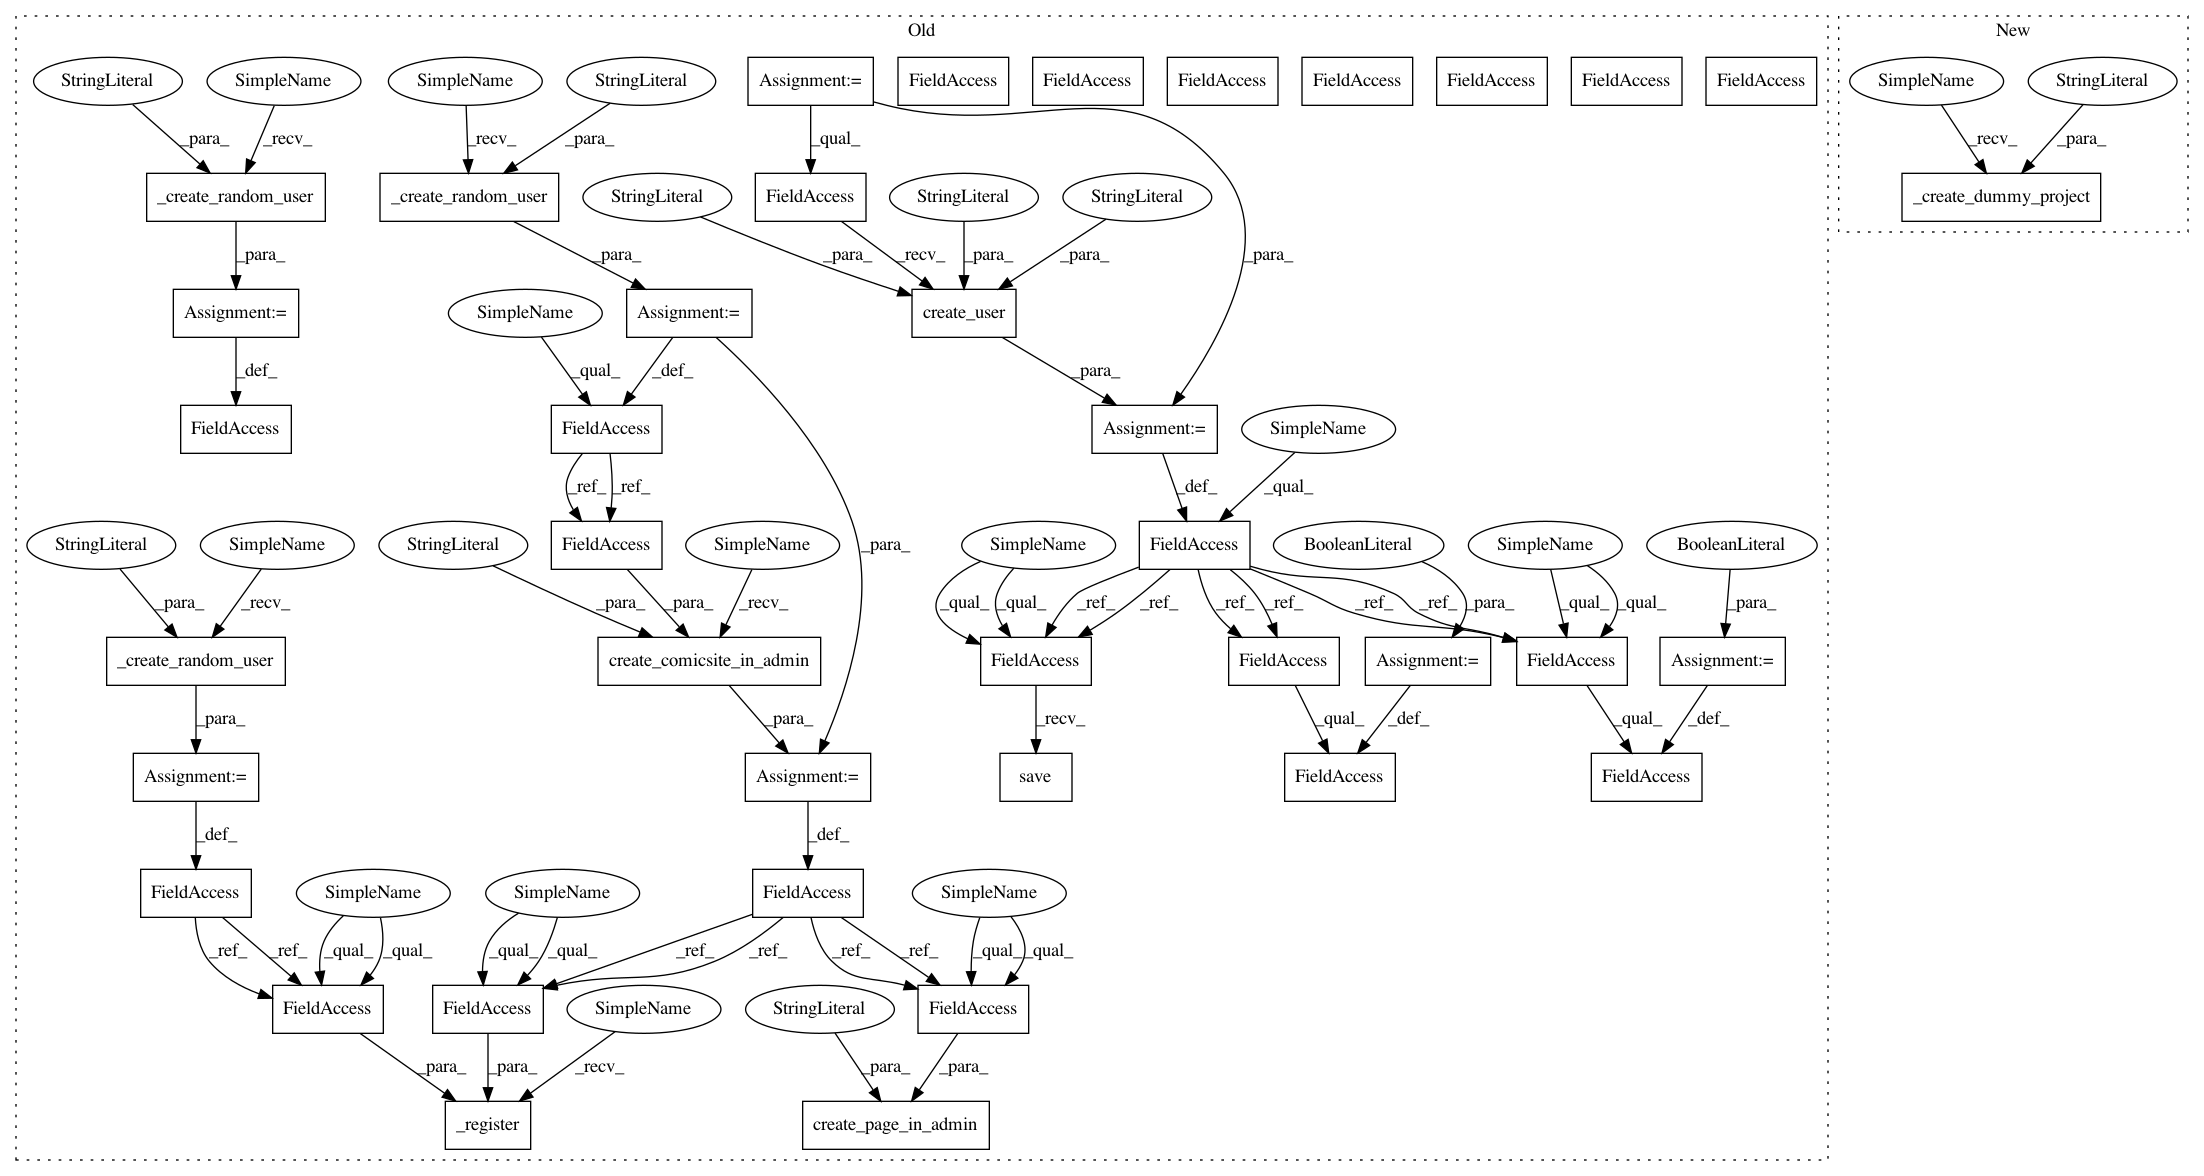 Old
New
StringLiteral
SimpleName
SimpleName
StringLiteral
Assignment:=
FieldAccess
FieldAccess
FieldAccess
FieldAccess
FieldAccess
FieldAccess
FieldAccess
SimpleName
StringLiteral
_para_
_recv_
_recv_
_para_
_qual_
_recv_
_para_
_create_random_user
_create_random_user
StringLiteral
FieldAccess
StringLiteral
StringLiteral
_create_dummy_project
_para_
_para_
_para_
_recv_
_para_
_para_
_para_
Assignment:=
SimpleName
Assignment:=
create_user
_def_
_qual_
_def_
_para_
FieldAccess
FieldAccess
Assignment:=
SimpleName
_ref_
_ref_
_def_
_qual_
StringLiteral
SimpleName
StringLiteral
FieldAccess
SimpleName
_para_
SimpleName
FieldAccess
BooleanLiteral
SimpleName
BooleanLiteral
_para_
_recv_
_para_
_para_
_recv_
_qual_
_qual_
_ref_
_ref_
_ref_
_ref_
_ref_
_ref_
_para_
_qual_
_qual_
_para_
_create_random_user
create_comicsite_in_admin
FieldAccess
FieldAccess
Assignment:=
FieldAccess
Assignment:=
_para_
_para_
_recv_
_qual_
_def_
_qual_
_def_
Assignment:=
Assignment:=
save
FieldAccess
FieldAccess
_def_
_def_
FieldAccess
SimpleName
SimpleName
FieldAccess
SimpleName
_ref_
_ref_
_qual_
_qual_
_qual_
_qual_
_ref_
_ref_
_ref_
_ref_
_qual_
_qual_
FieldAccess
FieldAccess
SimpleName
StringLiteral
FieldAccess
_para_
_para_
_recv_
_para_
_para_
_register
create_page_in_admin